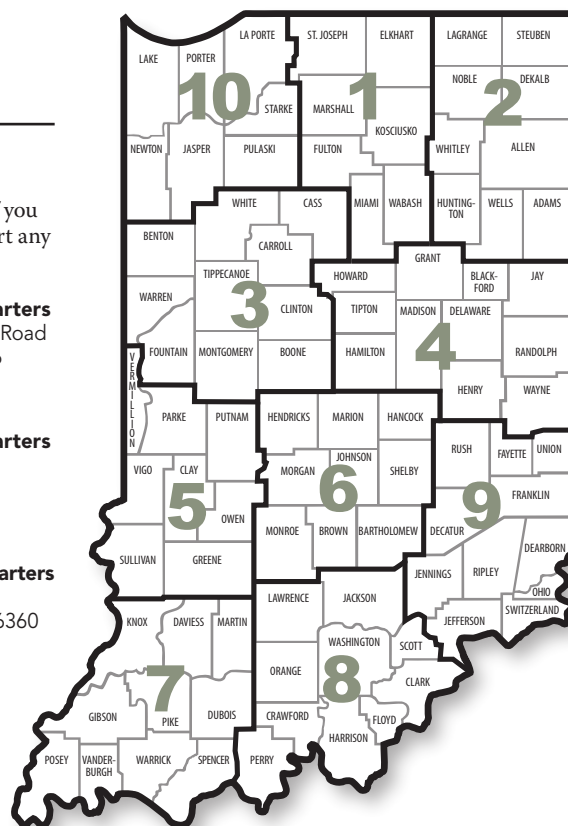 you
rt any
arters
Road
arters
arters
6360
LAKE
PORTER
LA PORTE
ST. JOSEPH
ELKHART
LAGRANGE
STEUBEN
10
1
2
NOBLE
DEKALB
STARKE
MARSHALL
KOSCIUSKO
NEWTON
JASPER
PULASKI
FULTON
WHITLEY
ALLEN
MIAMI
WABASH
HUNTING-
TON
WELLS
ADAMS
WHITE
CASS
BENTON
CARROLL
GRANT
TIPPECANOE
HOWARD
BLACK-
FORD
JAY
WARREN
3
CLINTON
TIPTON
MADISON
DELAWARE
4
FOUNTAIN
MONTGOMERY
BOONE
HAMILTON
RANDOLPH
VERMILLION
HENRY
WAYNE
PARKE
PUTNAM
HENDRICKS
MARION
HANCOCK
RUSH
FAYETTE
UNION
VIGO
CLAY
MORGAN
JOHNSON
SHELBY
5
6
9
FRANKLIN
OWEN
MONROE
BROWN
BARTHOLOMEW
DECATUR
DEARBORN
SULLIVAN
GREENE
JENNINGS
RIPLEY
OHIO
SWITZERLAND
JEFFERSON
LAWRENCE
JACKSON
KNOX
DAVIESS
MARTIN
WASHINGTON
SCOTT
ORANGE
8
CLARK
7
GIBSON
PIKE
DUBOIS
CRAWFORD
FLOYD
HARRISON
POSEY
VANDER-
BURGH
WARRICK
SPENCER
PERRY